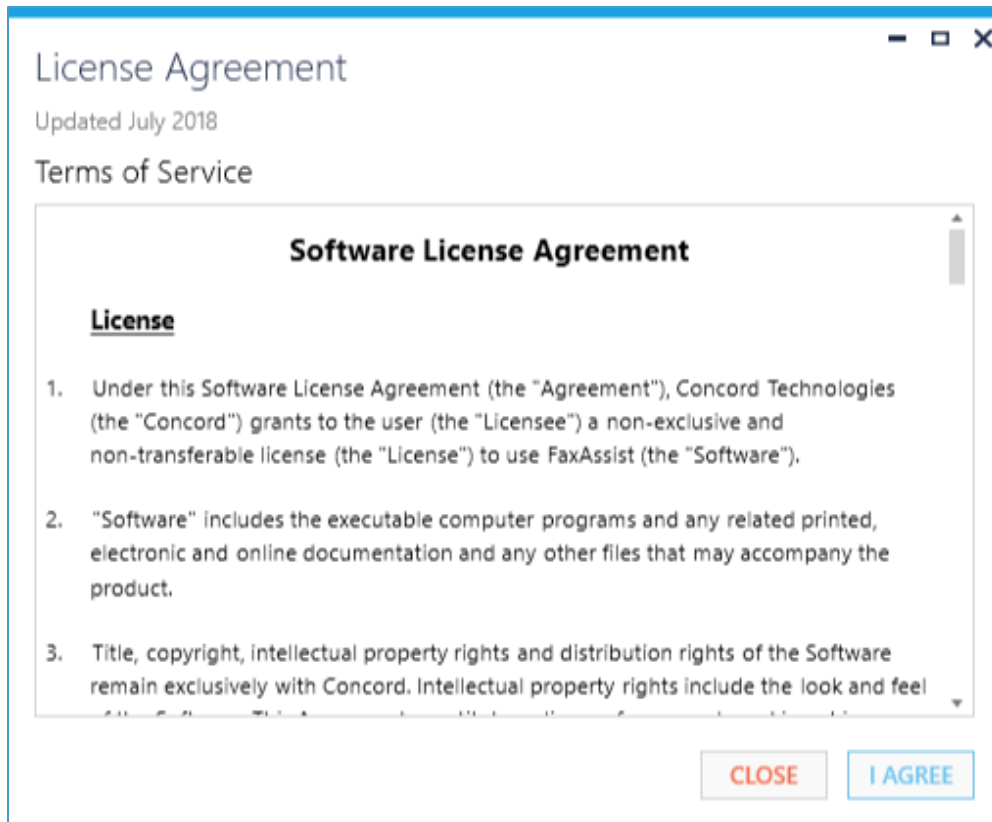 License Agreement
Updated July 2018
Terms of Service
Software License Agreement
License
1. Under this Software License Agreement (the "Agreement"), Concord Technologies
(the "Concord") grants to the user (the "Licensee") a non-exclusive and
non-transferable license (the "License") to use FaxAssist (the "Software").
2. "Software" includes the executable computer programs and any related printed,
electronic and online documentation and any other files that may accompany the
product.
3. Title, copyright, intellectual property rights and distribution rights of the Software
remain exclusively with Concord. Intellectual property rights include the look and feel
CLOSE
I AGREE